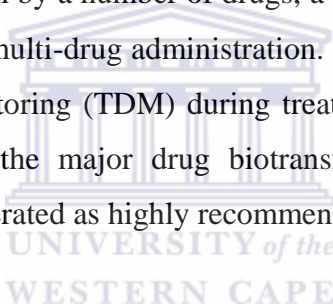 by a number of drugs, a
multi-drug administration.
toring (TDM) during treat
the major drug biotransf
erated as highly recommen
UNIVERSITY of the
WESTERN CAPE